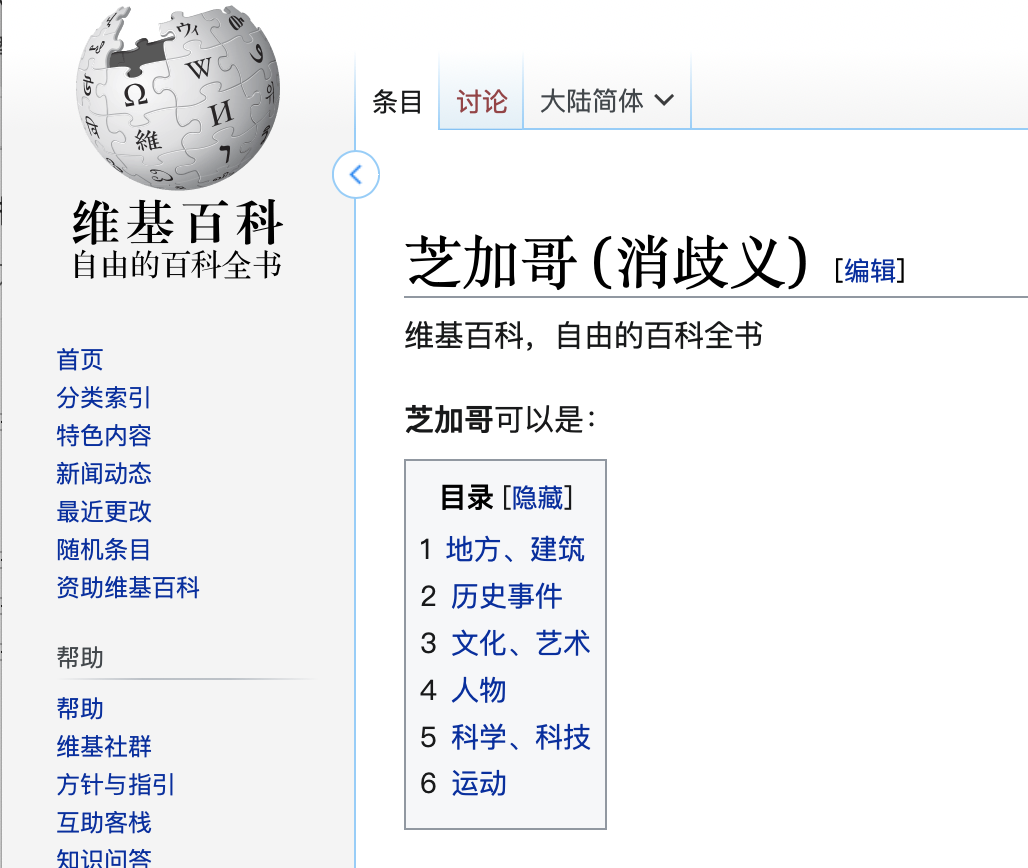 维基百科
自由的百科全书
条目
讨论
大陆简体
芝加哥 (消歧义) [编辑]
维基百科，自由的百科全书
芝加哥可以是：
目录 [隐藏]
1 地方、建筑
2 历史事件
3 文化、艺术
4 人物
5 科学、科技
6 运动
首页
分类索引
特色内容
新闻动态
最近更改
随机条目
资助维基百科
帮助
帮助
维基社群
方针与指引
互助客栈
知识问答